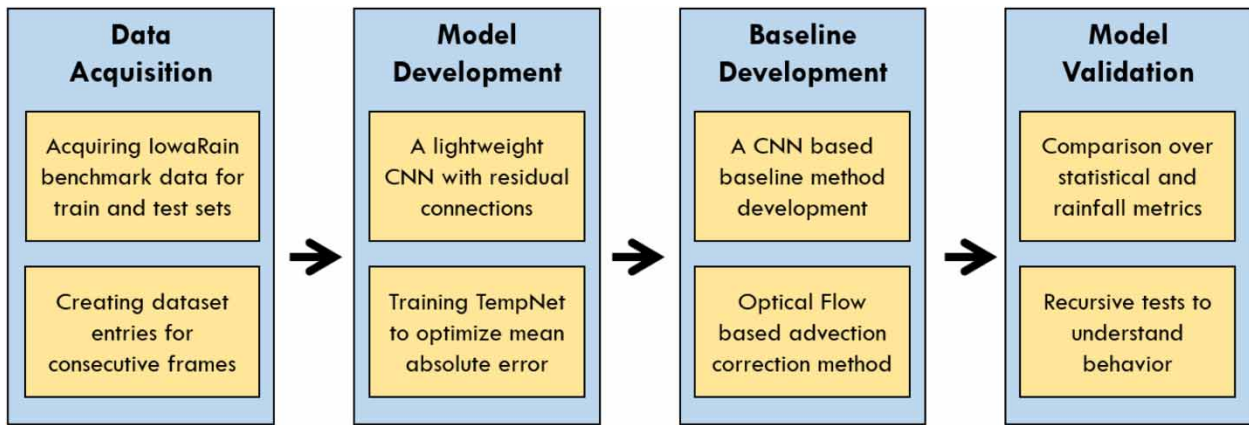 Data
Acquisition
Acquiring IowaRain
benchmark data for
train and test sets
Creating dataset
entries for
consecutive frames
Model
Development
A lightweight
CNN with residual
connections
Training TempNet
to optimize mean
absolute error
Baseline
Development
A CNN based
baseline method
development
Optical Flow
based advection
correction method
Model
Validation
Comparison over
statistical and
rainfall metrics
Recursive tests to
understand
behavior